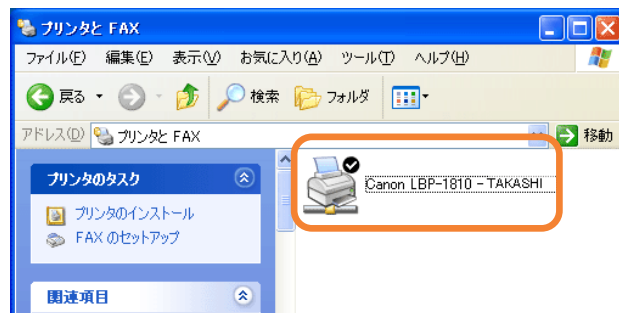 プリンタと FAX
ファイル(F) 編集(E) 表示(V) お気に入り(A) ツール(T) ヘルプ(H)
戻る 検索 フォルダ
アドレス(D) プリンタと FAX 移動
プリンタのタスク
Canon LBP-1810 - TAKASHI
プリンタのインストール
FAX のセットアップ
関連項目